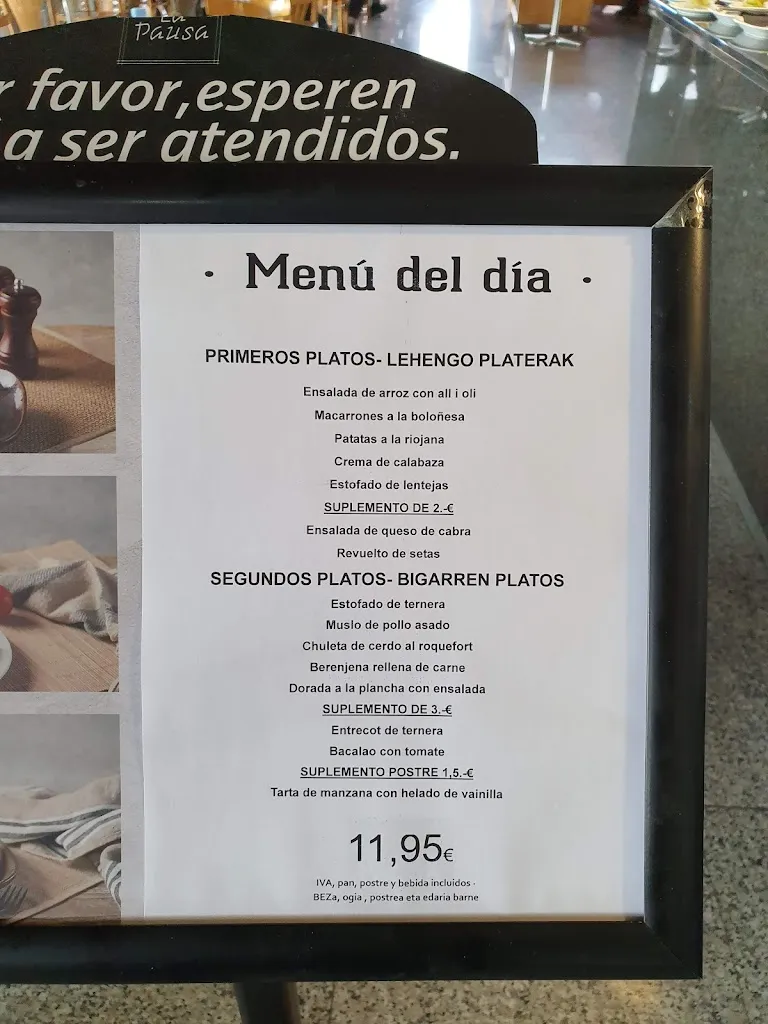 La
Pausa
r favor, esperen
a ser atendidos.
· Menú del día ·
PRIMEROS PLATOS- LEHENGO PLATERAK
Ensalada de arroz con all i oli
Macarrones a la boloñesa
Patatas a la riojana
Crema de calabaza
Estofado de lentejas
SUPLEMENTO DE 2.-€
Ensalada de queso de cabra
Revuelto de setas
SEGUNDOS PLATOS- BIGARREN PLATOS
Estofado de ternera
Muslo de pollo asado
Chuleta de cerdo al roquefort
Berenjena rellena de carne
Dorada a la plancha con ensalada
SUPLEMENTO DE 3.-€
Entrecot de ternera
Bacalao con tomate
SUPLEMENTO POSTRE 1,5.-€
Tarta de manzana con helado de vainilla
11,95€
IVA, pan, postre y bebida incluidos ·
BEZa, ogia , postrea eta edaria barne